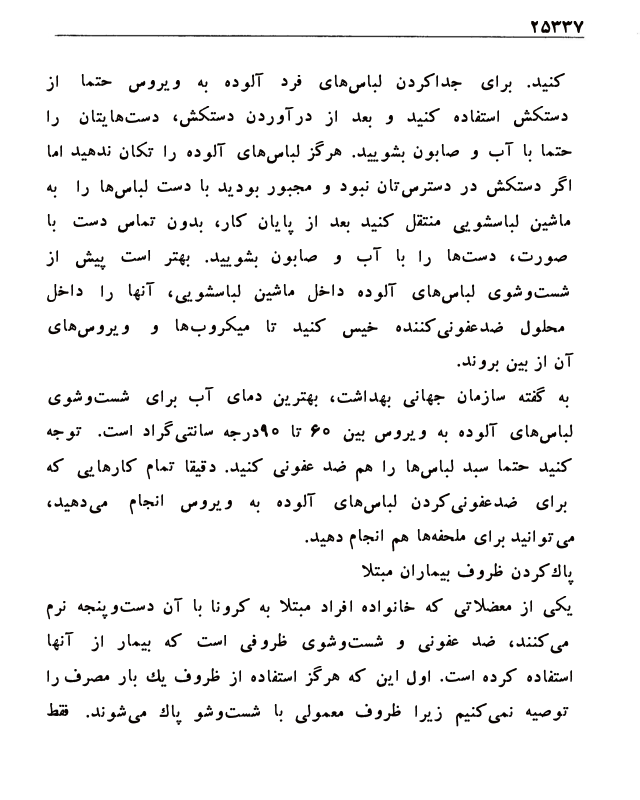 ۲۵۳۳۷
کنید. برای جداکردن لباس‌های فرد آلوده به ویروس حتما از
دستکش استفاده کنید و بعد از درآوردن دستکش، دست‌هایتان را
حتما با آب و صابون بشویید. هرگز لباس‌های آلوده را تکان ندهید اما
اگر دستکش در دسترس‌تان نبود و مجبور بودید با دست لباس‌ها را به
ماشین لباسشویی منتقل کنید بعد از پایان کار، بدون تماس دست با
صورت، دست‌ها را با آب و صابون بشویید. بهتر است پیش از
شست‌وشوی لباس‌های آلوده داخل ماشین لباسشویی، آنها را داخل
محلول ضدعفونی‌کننده خیس کنید تا میکروب‌ها و ویروس‌های
آن از بین بروند.
به گفته سازمان جهانی بهداشت، بهترین دمای آب برای شست‌وشوی
لباس‌های آلوده به ویروس بین ۶۰ تا ۹۰درجه سانتی‌گراد است. توجه
کنید حتما سبد لباس‌ها را هم ضد عفونی کنید. دقیقا تمام کارهایی که
برای ضدعفونی‌کردن لباس‌های آلوده به ویروس انجام می‌دهید،
می‌توانید برای ملحفه‌ها هم انجام دهید.
پاك‌کردن ظروف بیماران مبتلا
یکی از معضلاتی که خانواده افراد مبتلا به کرونا با آن دست‌وپنجه نرم
می‌کنند، ضد عفونی و شست‌وشوی ظروفی است که بیمار از آنها
استفاده کرده است. اول این که هرگز استفاده از ظروف یك بار مصرف را
توصیه نمی‌کنیم زیرا ظروف معمولی با شست‌وشو پاك می‌شوند. فقط